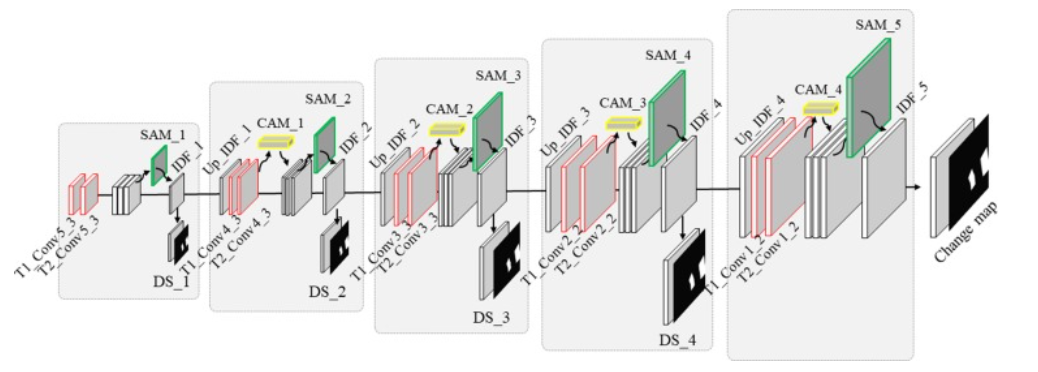 SAM_1
IDF_1
T1_Conv5_3
T2_Conv5_3
DS_1
SAM_2
CAM_1
Up_IDF_1
IDF_2
T1_Conv4_3
T2_Conv4_3
DS_2
SAM_3
CAM_2
Up_IDF_2
IDF_3
T1_Conv3_3
T2_Conv3_3
DS_3
SAM_4
CAM_3
Up_IDF_3
IDF_4
T1_Conv2_2
T2_Conv2_2
DS_4
SAM_5
CAM_4
Up_IDF_4
IDF_5
T1_Conv1_2
T2_Conv1_2
Change map